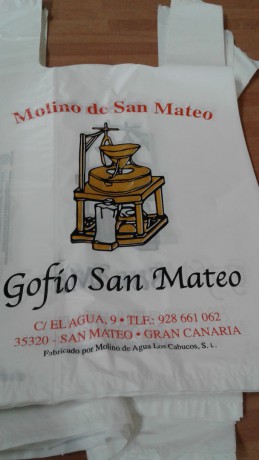 Molino de San Mateo
Gofio San Mateo
C/ EL AGUA, 9 • TLF.: 928 661 062
35320 - SAN MATEO • GRAN CANARIA
Fabricado por Molino de Agua Los Cabucos, S. L.